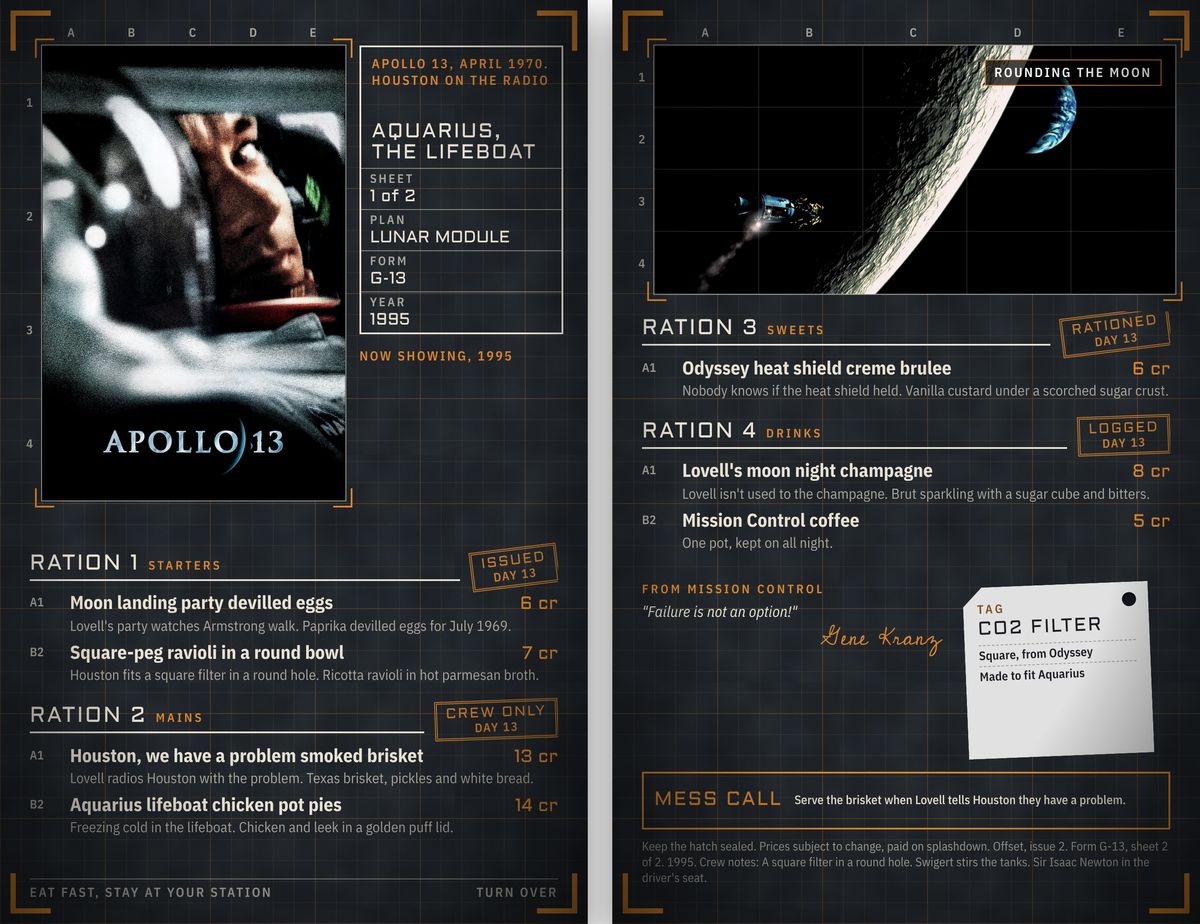 A B C D E
1
2
3
4
APOLLO 13
APOLLO 13, APRIL 1970.
HOUSTON ON THE RADIO
AQUARIUS,
THE LIFEBOAT
SHEET
1 of 2
PLAN
LUNAR MODULE
FORM
G-13
YEAR
1995
NOW SHOWING, 1995
RATION 1 STARTERS
ISSUED
DAY 13
A1 Moon landing party devilled eggs 6 cr
Lovell's party watches Armstrong walk. Paprika devilled eggs for July 1969.
B2 Square-peg ravioli in a round bowl 7 cr
Houston fits a square filter in a round hole. Ricotta ravioli in hot parmesan broth.
RATION 2 MAINS
CREW ONLY
DAY 13
A1 Houston, we have a problem smoked brisket 13 cr
Lovell radios Houston with the problem. Texas brisket, pickles and white bread.
B2 Aquarius lifeboat chicken pot pies 14 cr
Freezing cold in the lifeboat. Chicken and leek in a golden puff lid.
EAT FAST, STAY AT YOUR STATION TURN OVER
A B C D E
1
2
3
4
ROUNDING THE MOON
RATION 3 SWEETS
RATIONED
DAY 13
A1 Odyssey heat shield creme brulee 6 cr
Nobody knows if the heat shield held. Vanilla custard under a scorched sugar crust.
RATION 4 DRINKS
LOGGED
DAY 13
A1 Lovell's moon night champagne 8 cr
Lovell isn't used to the champagne. Brut sparkling with a sugar cube and bitters.
B2 Mission Control coffee 5 cr
One pot, kept on all night.
FROM MISSION CONTROL
"Failure is not an option!"
Gene Kranz
TAG
CO2 FILTER
Square, from Odyssey
Made to fit Aquarius
MESS CALL Serve the brisket when Lovell tells Houston they have a problem.
Keep the hatch sealed. Prices subject to change, paid on splashdown. Offset, issue 2. Form G-13, sheet 2
of 2. 1995. Crew notes: A square filter in a round hole. Swigert stirs the tanks. Sir Isaac Newton in the
driver's seat.